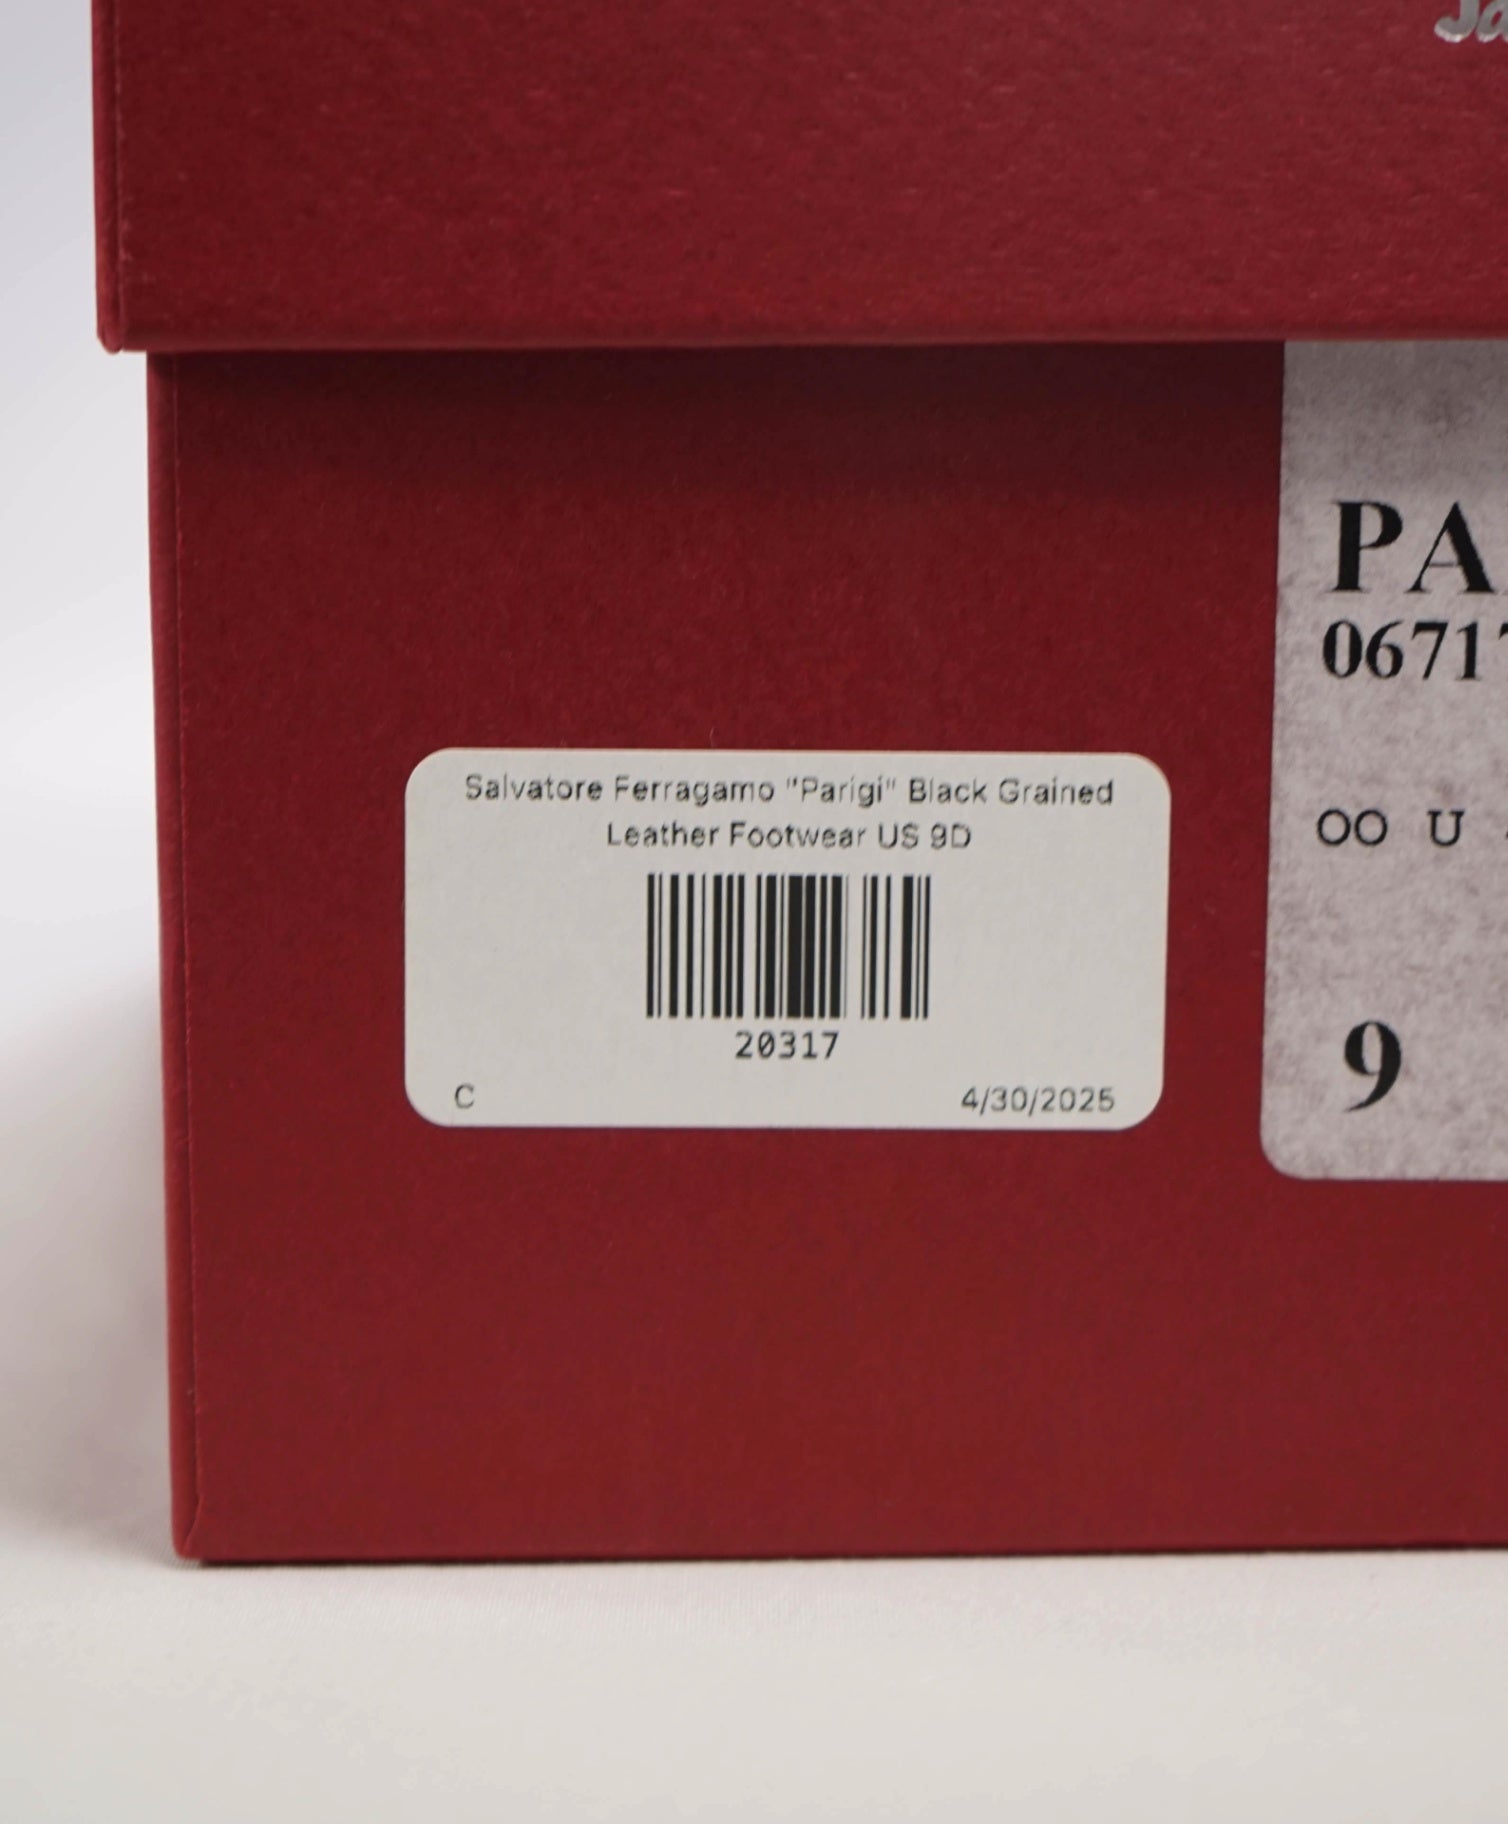 Salvatore Ferragamo "Parigi" Black Grained
Leather Footwear US 9D
20317
C 4/30/2025
PA
0671
OO U
9